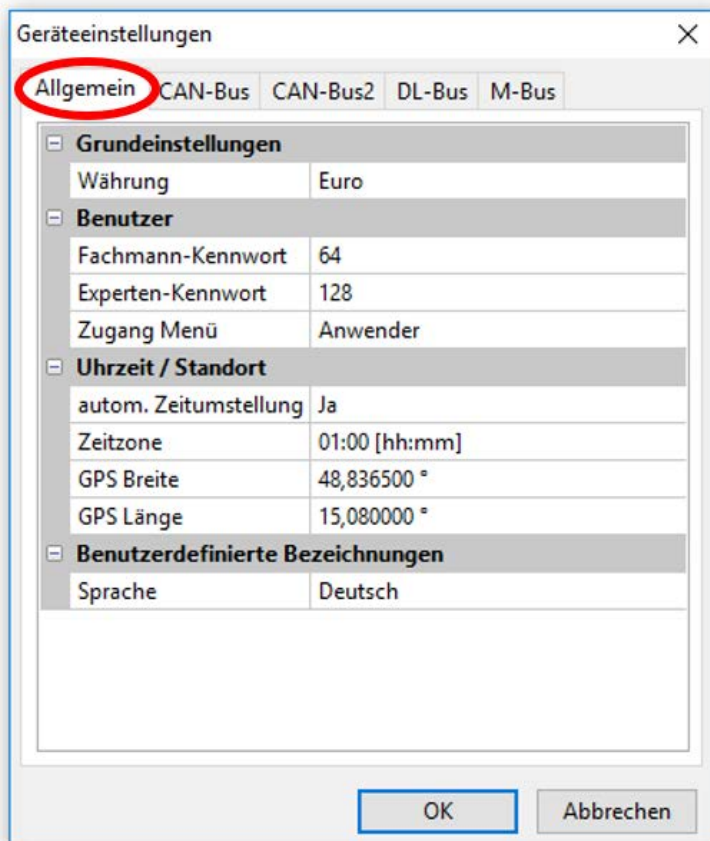 Geräteeinstellungen
Allgemein CAN-Bus CAN-Bus2 DL-Bus M-Bus
Grundeinstellungen
Währung Euro
Benutzer
Fachmann-Kennwort 64
Experten-Kennwort 128
Zugang Menü Anwender
Uhrzeit / Standort
autom. Zeitumstellung Ja
Zeitzone 01:00 [hh:mm]
GPS Breite 48,836500 °
GPS Länge 15,080000 °
Benutzerdefinierte Bezeichnungen
Sprache Deutsch
OK Abbrechen